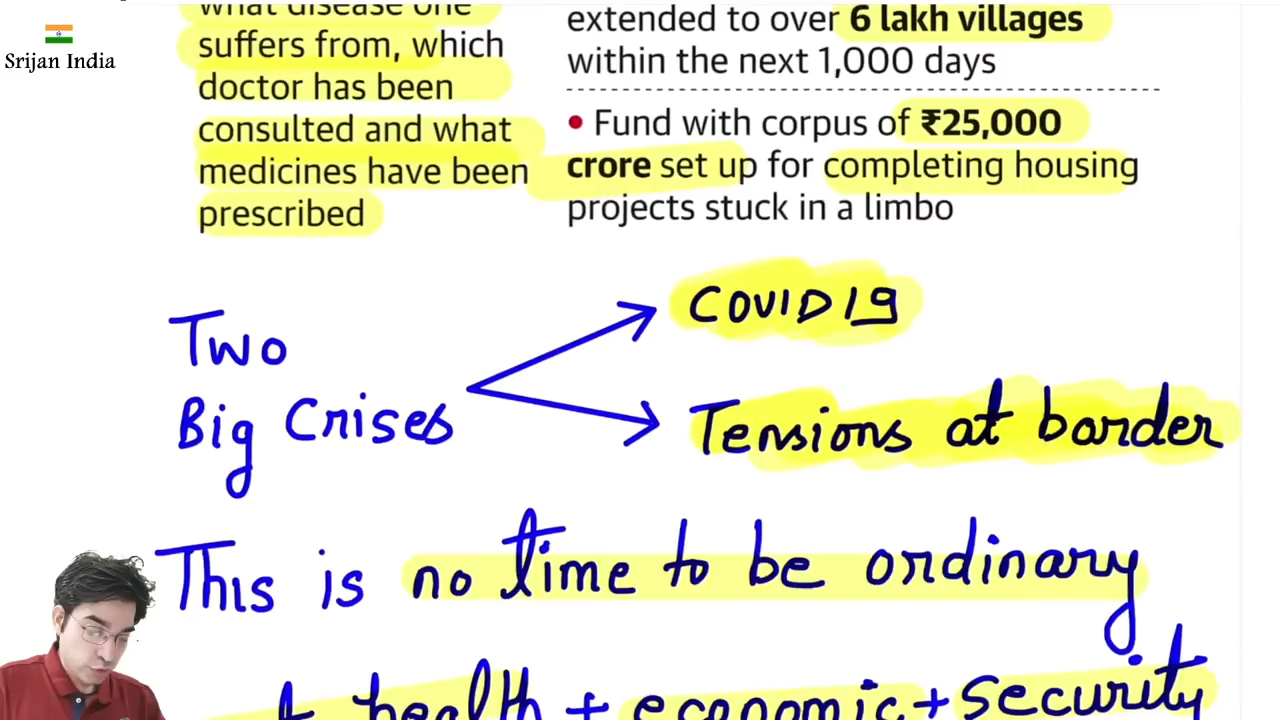 Srijan India
what disease one
suffers from, which
doctor has been
consulted and what
medicines have been
prescribed
extended to over 6 lakh villages
within the next 1,000 days
• Fund with corpus of ₹25,000
crore set up for completing housing
projects stuck in a limbo
Two
Big Crises
COVID19
Tensions at border
This is no time to be ordinary
health + economic + security